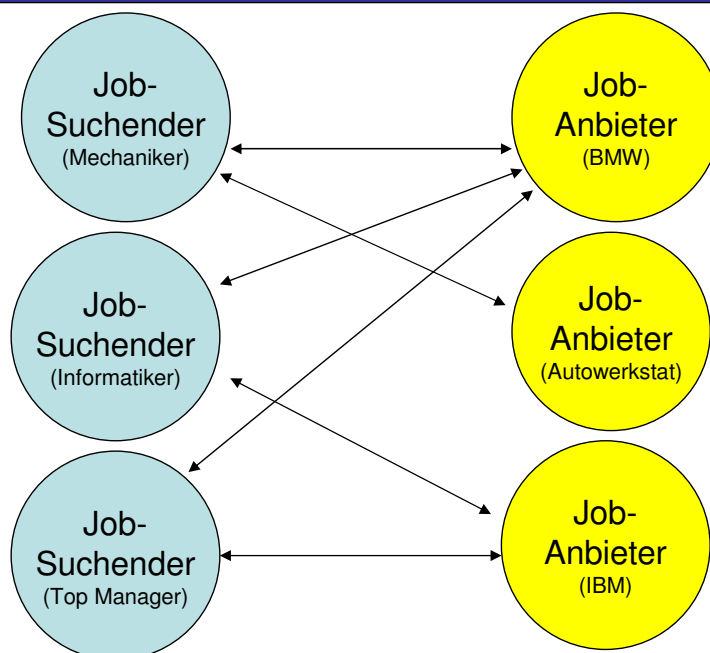 Job-
Suchender
(Mechaniker)
Job-
Anbieter
(BMW)
Job-
Suchender
(Informatiker)
Job-
Anbieter
(Autowerkstat)
Job-
Suchender
(Top Manager)
Job-
Anbieter
(IBM)